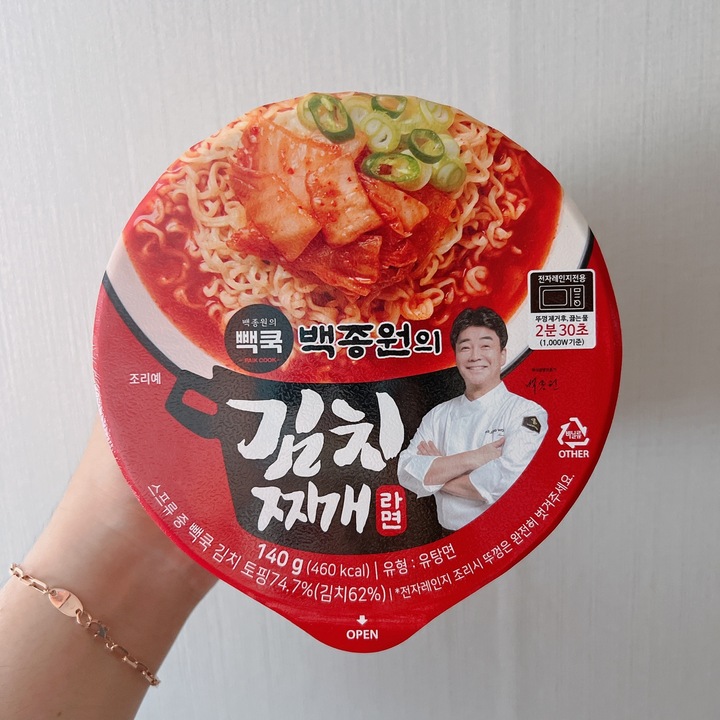 전자레인지전용
뚜껑제거후, 끓는물
2분30초
(1,000W기준)
백종원의
빽쿡
PAIK COOK
백종원의
조리예
김치
찌개
라면
OTHER
140 g (460 kcal) | 유형 : 유탕면
스프류 중 빽쿡 김치 토핑74.7%(김치62%) | *전자레인지 조리시 뚜껑은 완전히 벗겨주세요.
OPEN